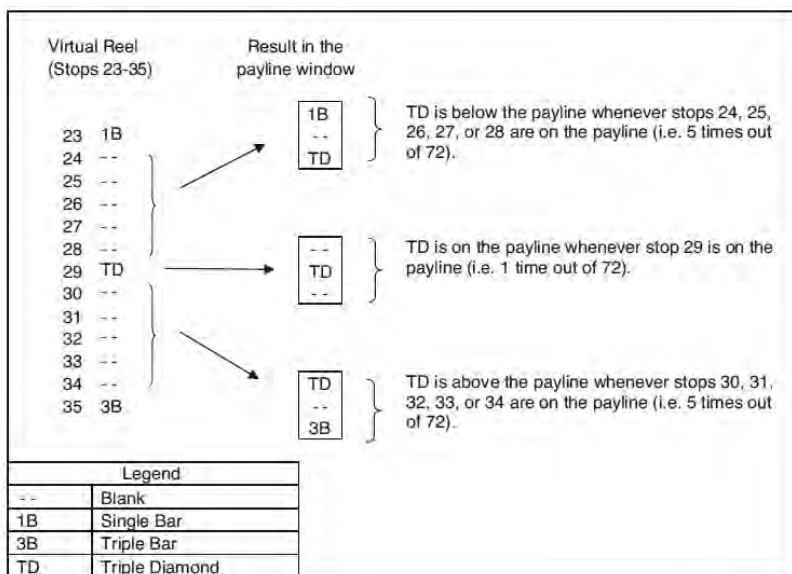 Virtual Reel
(Stops 23-35)
23 1B
24 --
25 --
26 --
27 --
28 --
29 TD
30 --
31 --
32 --
33 --
34 --
35 3B
Result in the
payline window
1B
--
TD
TD is below the payline whenever stops 24, 25,
26, 27, or 28 are on the payline (i.e. 5 times out
of 72).
--
TD
--
TD is on the payline whenever stop 29 is on the
payline (i.e. 1 time out of 72).
TD
--
3B
TD is above the payline whenever stops 30, 31,
32, 33, or 34 are on the payline (i.e. 5 times out
of 72).
Legend
-- Blank
1B Single Bar
3B Triple Bar
TD Triple Diamond